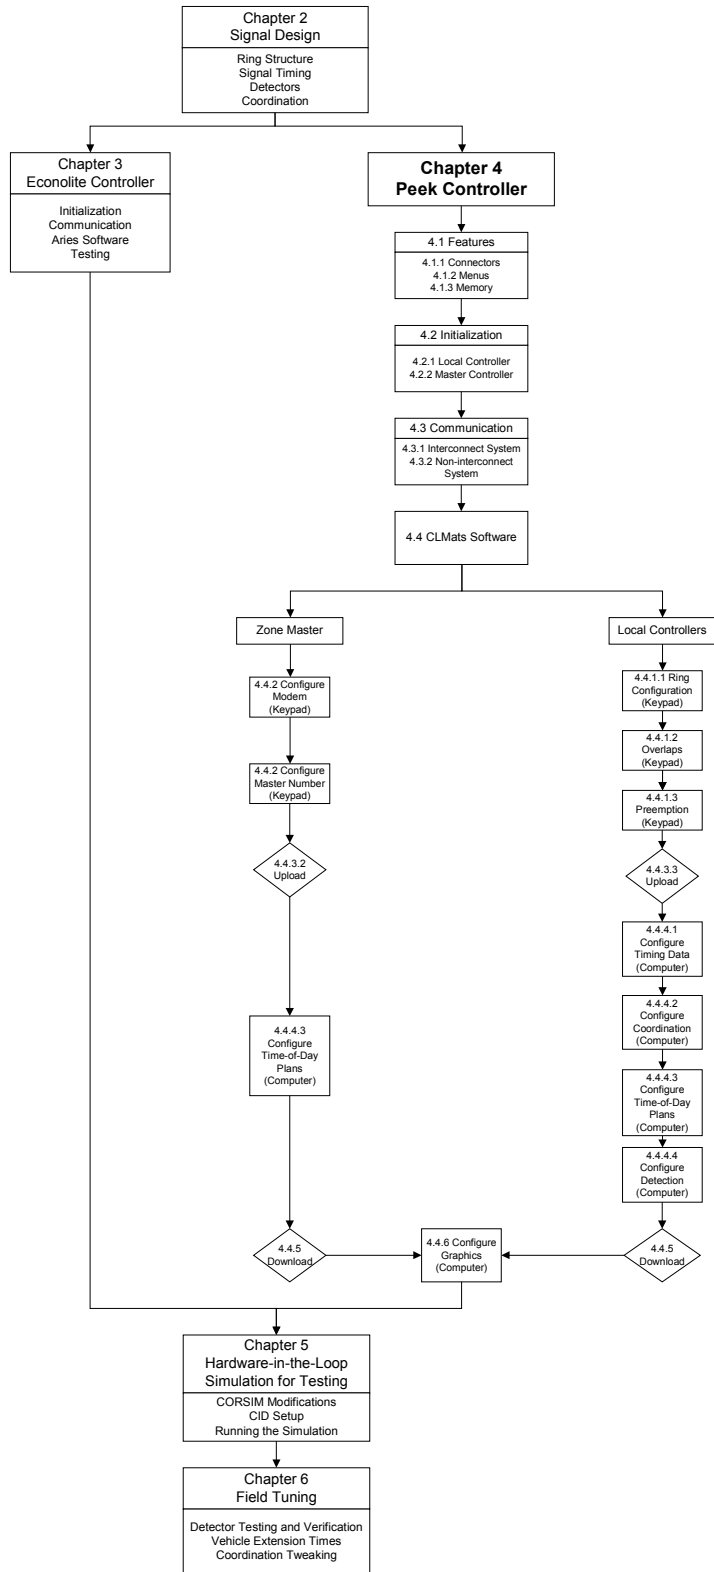 Chapter 2
Signal Design
Ring Structure
Signal Timing
Detectors
Coordination
Chapter 3
Econolite Controller
Initialization
Communication
Aries Software
Testing
Chapter 4
Peek Controller
4.1 Features
4.1.1 Connectors
4.1.2 Menus
4.1.3 Memory
4.2 Initialization
4.2.1 Local Controller
4.2.2 Master Controller
4.3 Communication
4.3.1 Interconnect System
4.3.2 Non-interconnect
System
4.4 CLMats Software
Zone Master
4.4.2 Configure
Modem
(Keypad)
4.4.2 Configure
Master Number
(Keypad)
4.4.3.2
Upload
4.4.4.3
Configure
Time-of-Day
Plans
(Computer)
4.4.5
Download
Local Controllers
4.4.1.1 Ring
Configuration
(Keypad)
4.4.1.2
Overlaps
(Keypad)
4.4.1.3
Preemption
(Keypad)
4.4.3.3
Upload
4.4.4.1
Configure
Timing Data
(Computer)
4.4.4.2
Configure
Coordination
(Computer)
4.4.4.3
Configure
Time-of-Day
Plans
(Computer)
4.4.4.4
Configure
Detection
(Computer)
4.4.5
Download
4.4.6 Configure
Graphics
(Computer)
Chapter 5
Hardware-in-the-Loop
Simulation for Testing
CORSIM Modifications
CID Setup
Running the Simulation
Chapter 6
Field Tuning
Detector Testing and Verification
Vehicle Extension Times
Coordination Tweaking